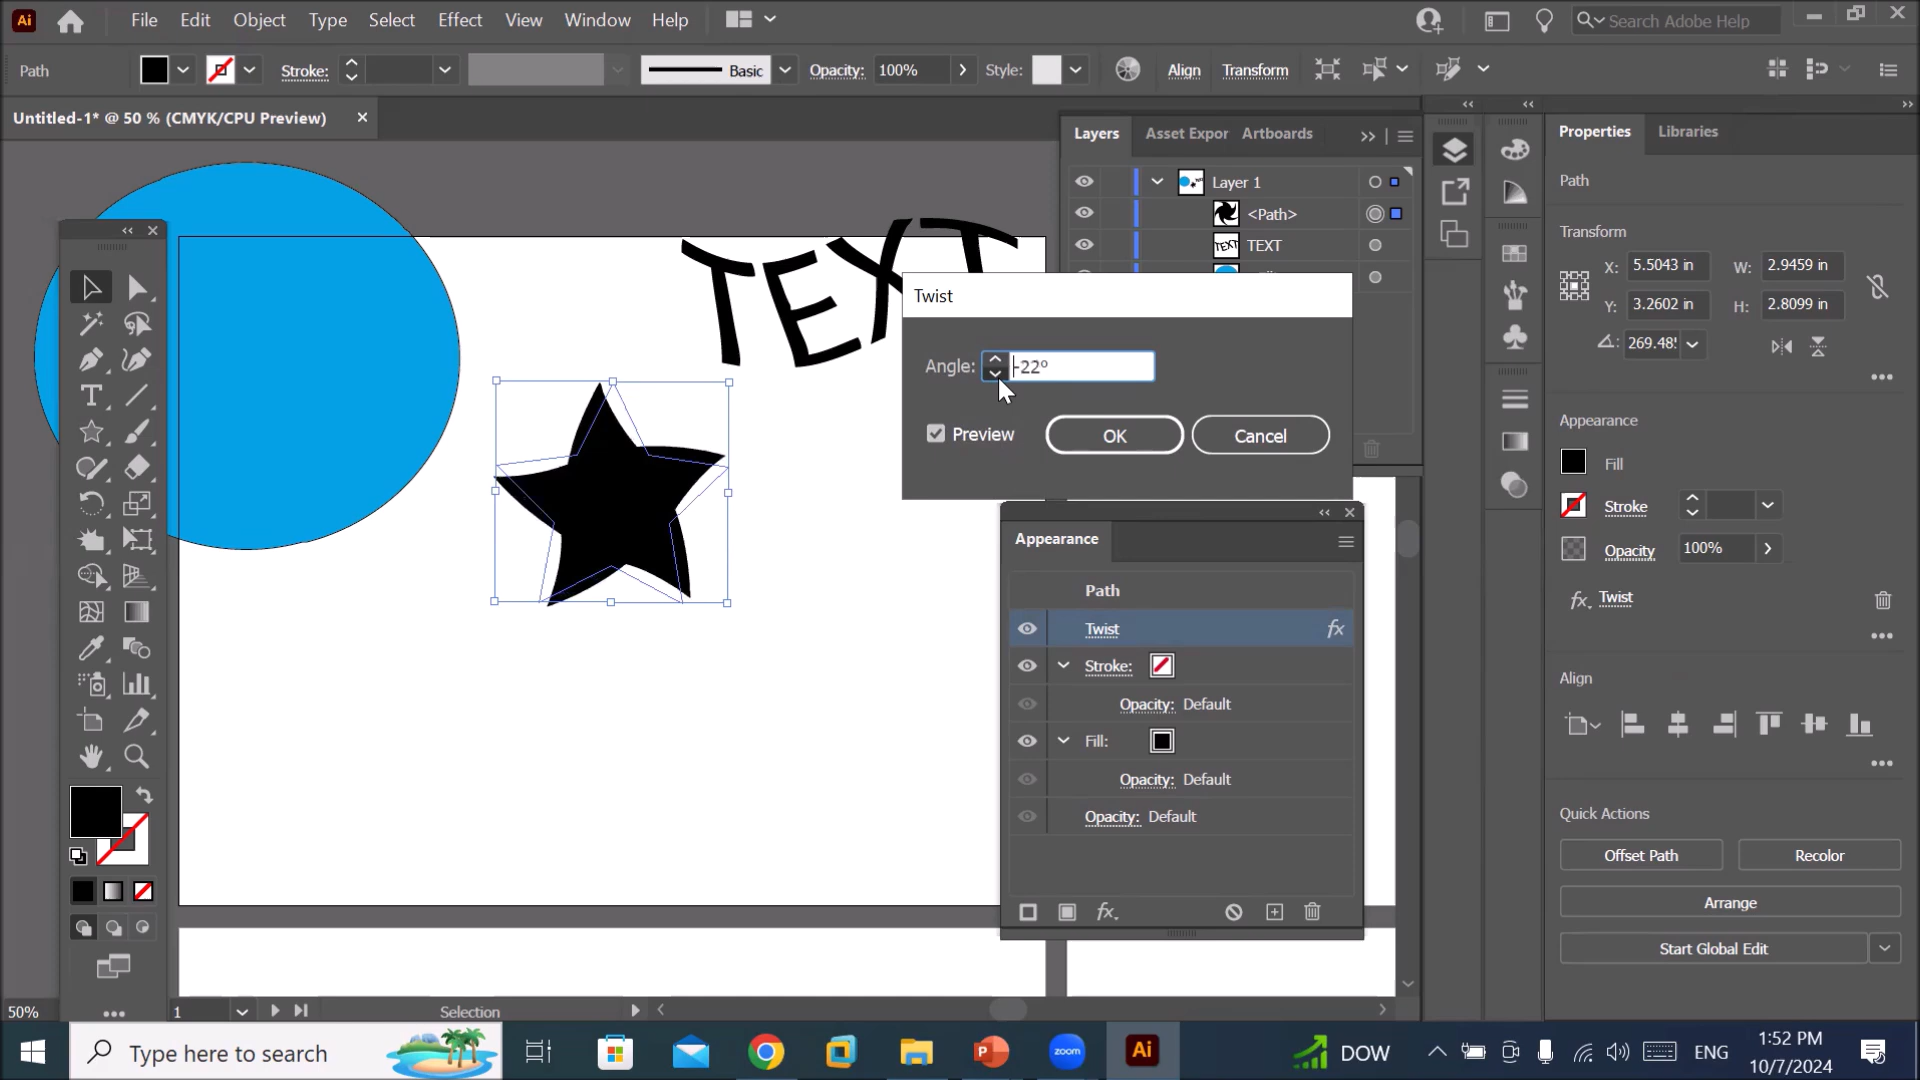 Ai File Edit Object Type Select Effect View Window Help Search Adobe Help
Path Stroke: Basic Opacity: 100% Style: Align Transform
Untitled-1* @ 50 % (CMYK/CPU Preview)
Layers Asset Expor Artboards
Layer 1
<Path>
TEXT
TEXT
Twist
Angle: -22°
Preview OK Cancel
Appearance
Path
Twist fx
Stroke:
Opacity: Default
Fill:
Opacity: Default
Opacity: Default
fx
Properties Libraries
Path
Transform
X: 5.5043 in W: 2.9459 in
Y: 3.2602 in H: 2.8099 in
Appearance
Fill
Stroke
Opacity 100%
fx Twist
Align
Quick Actions
Offset Path Recolor
Arrange
Start Global Edit
50% 1 Selection
Type here to search zoom Ai DOW ENG 1:52 PM
10/7/2024